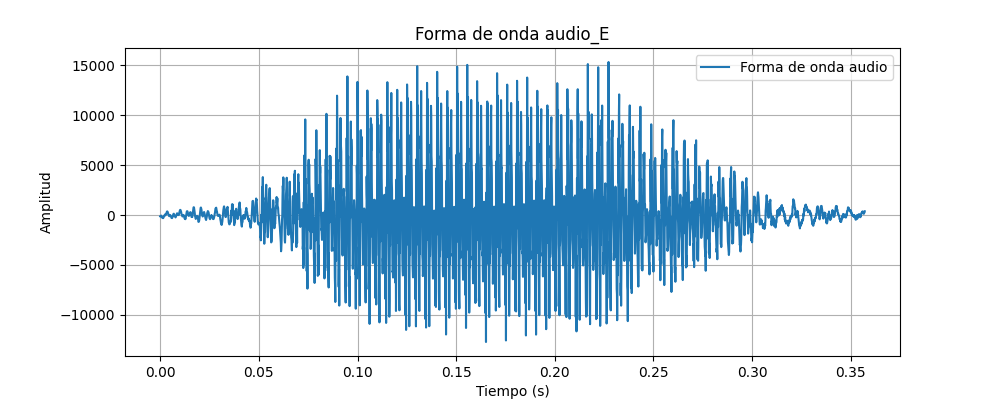 Forma de onda audio_E
Forma de onda audio
Amplitud
15000
10000
5000
0
−5000
−10000
0.00 0.05 0.10 0.15 0.20 0.25 0.30 0.35
Tiempo (s)